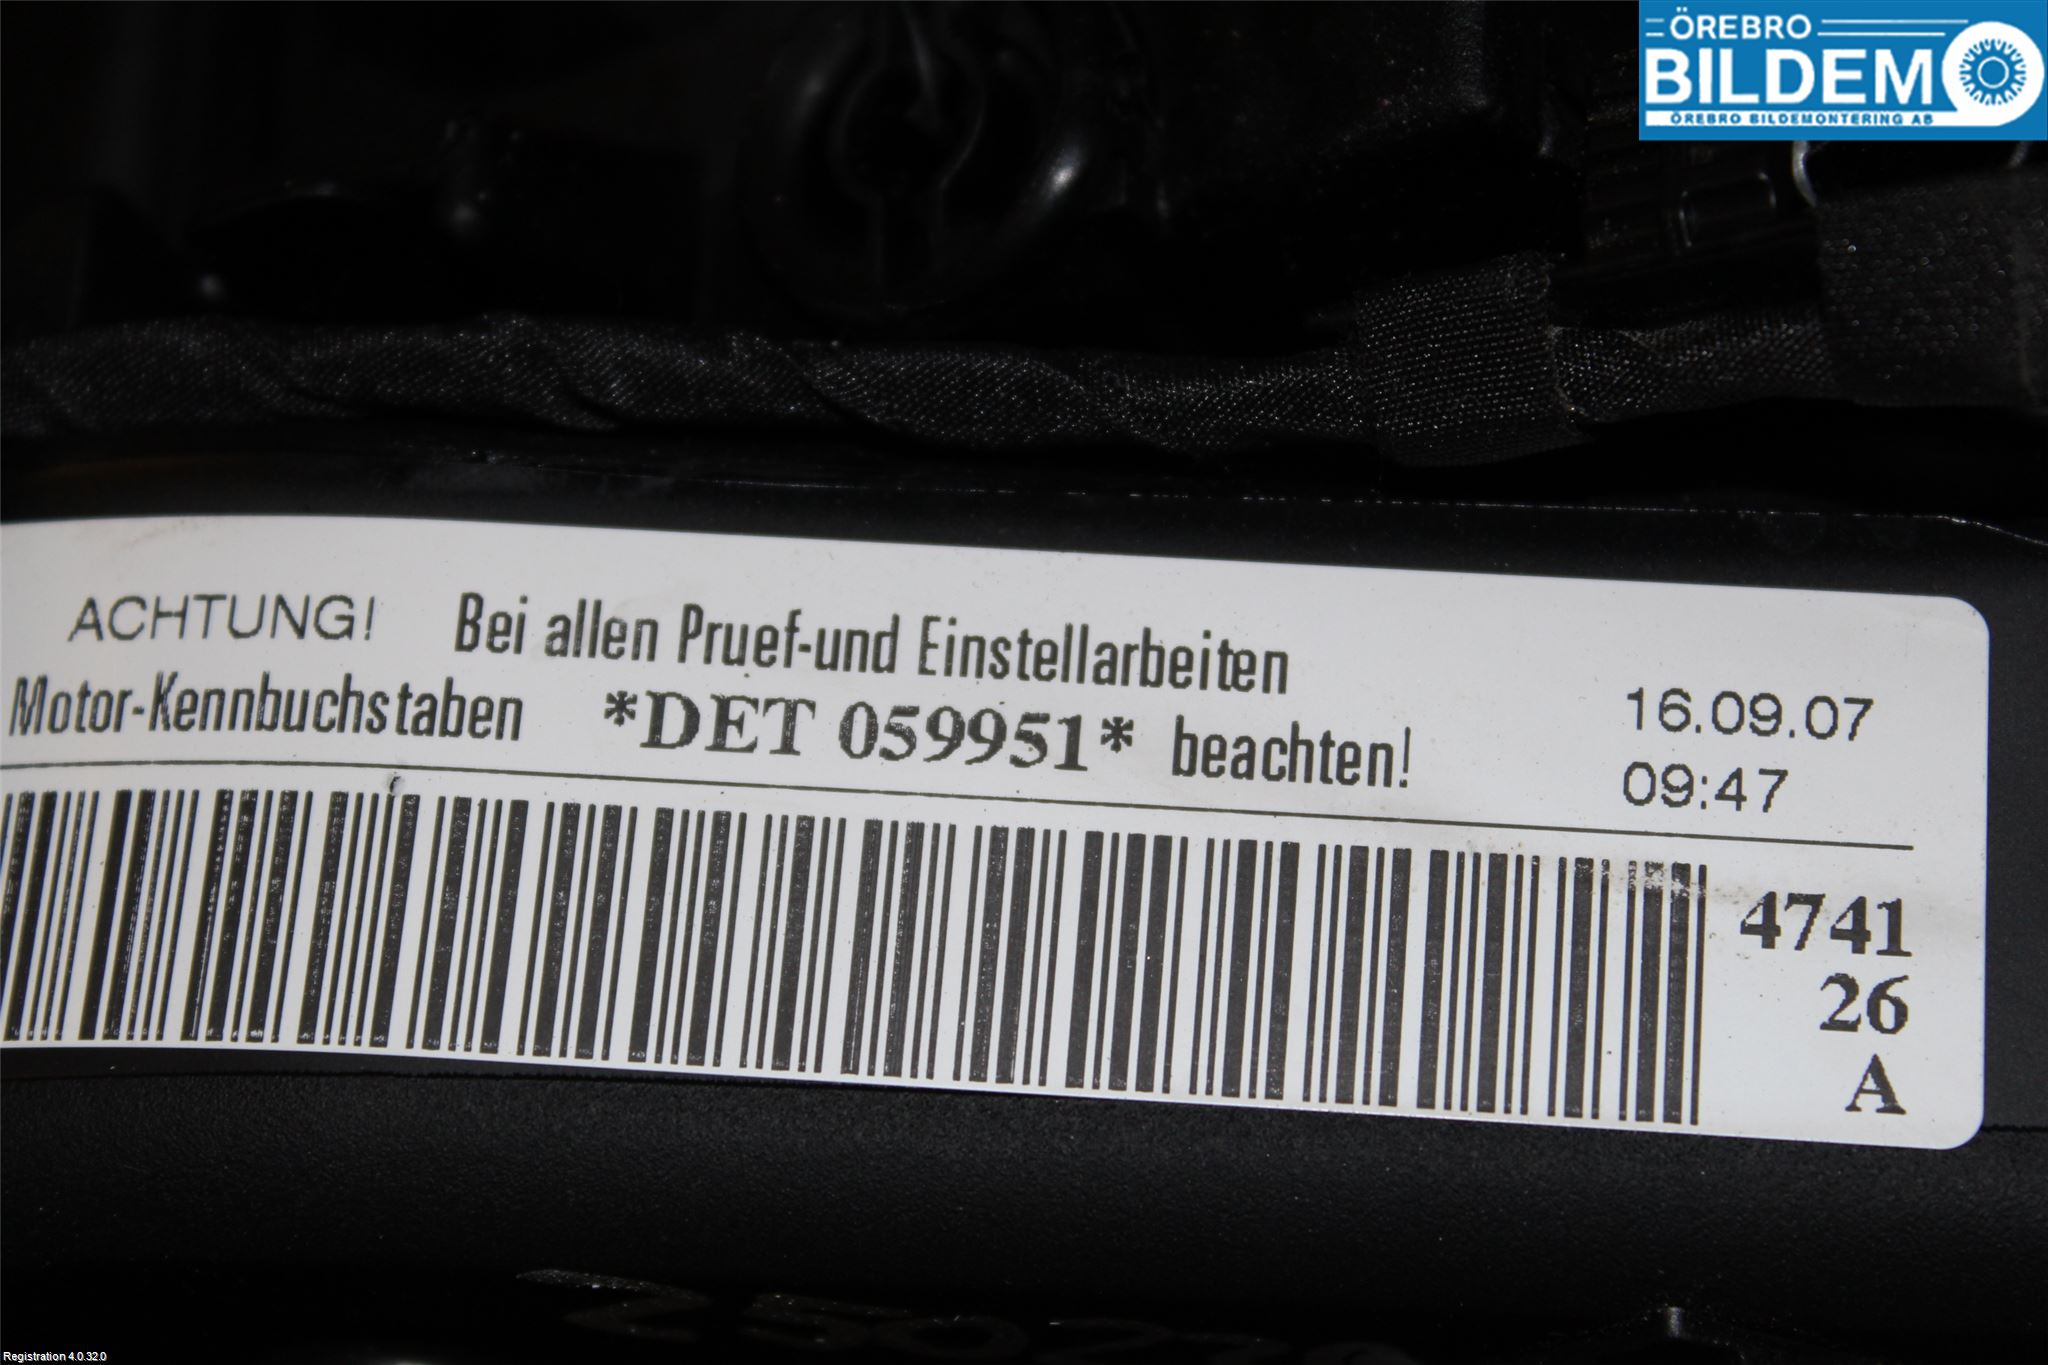 ÖREBRO
BILDEMO
ÖREBRO BILDEMONTERING AB
ACHTUNG! Bei allen Pruef-und Einstellarbeiten
Motor-Kennbuchstaben *DET 059951* beachten!
16.09.07
09:47
4741
26
A
Registration 4.0.32.0